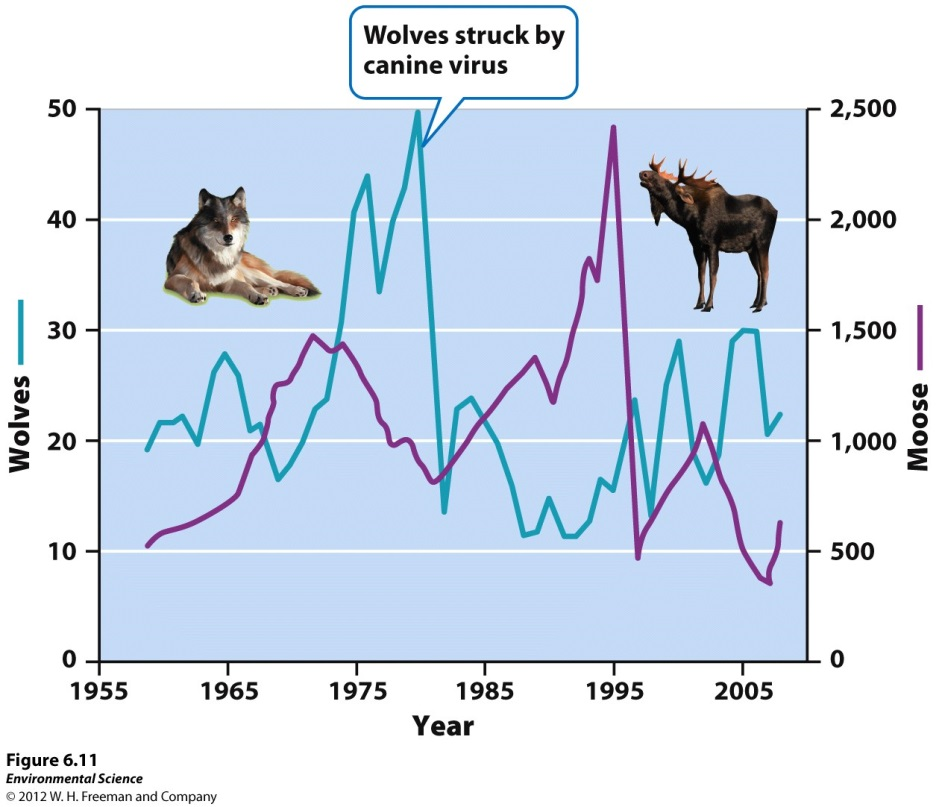 Wolves struck by
canine virus
50
40
30
20
10
0
Wolves
2,500
2,000
1,500
1,000
500
0
Moose
1955
1965
1975
1985
1995
2005
Year
Figure 6.11
Environmental Science
© 2012 W. H. Freeman and Company